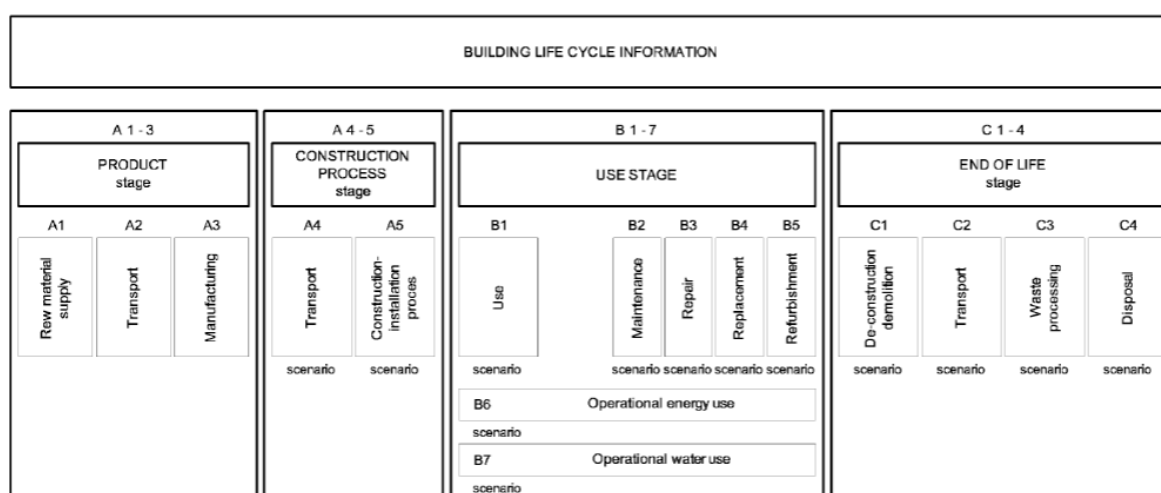 BUILDING LIFE CYCLE INFORMATION
A 1 - 3
PRODUCT
stage
A1
A2
A3
Rew material
supply
Transport
Manufacturing
A 4 - 5
CONSTRUCTION
PROCESS
stage
A4
A5
Transport
Construction-
installation
proces
scenario
scenario
B 1 - 7
USE STAGE
B1
B2
B3
B4
B5
Use
Maintenance
Repair
Replacement
Refurbishment
scenario
scenario
scenario
scenario
scenario
B6 Operational energy use
scenario
B7 Operational water use
scenario
C 1 - 4
END OF LIFE
stage
C1
C2
C3
C4
De-construction
demolition
Transport
Waste
processing
Disposal
scenario
scenario
scenario
scenario